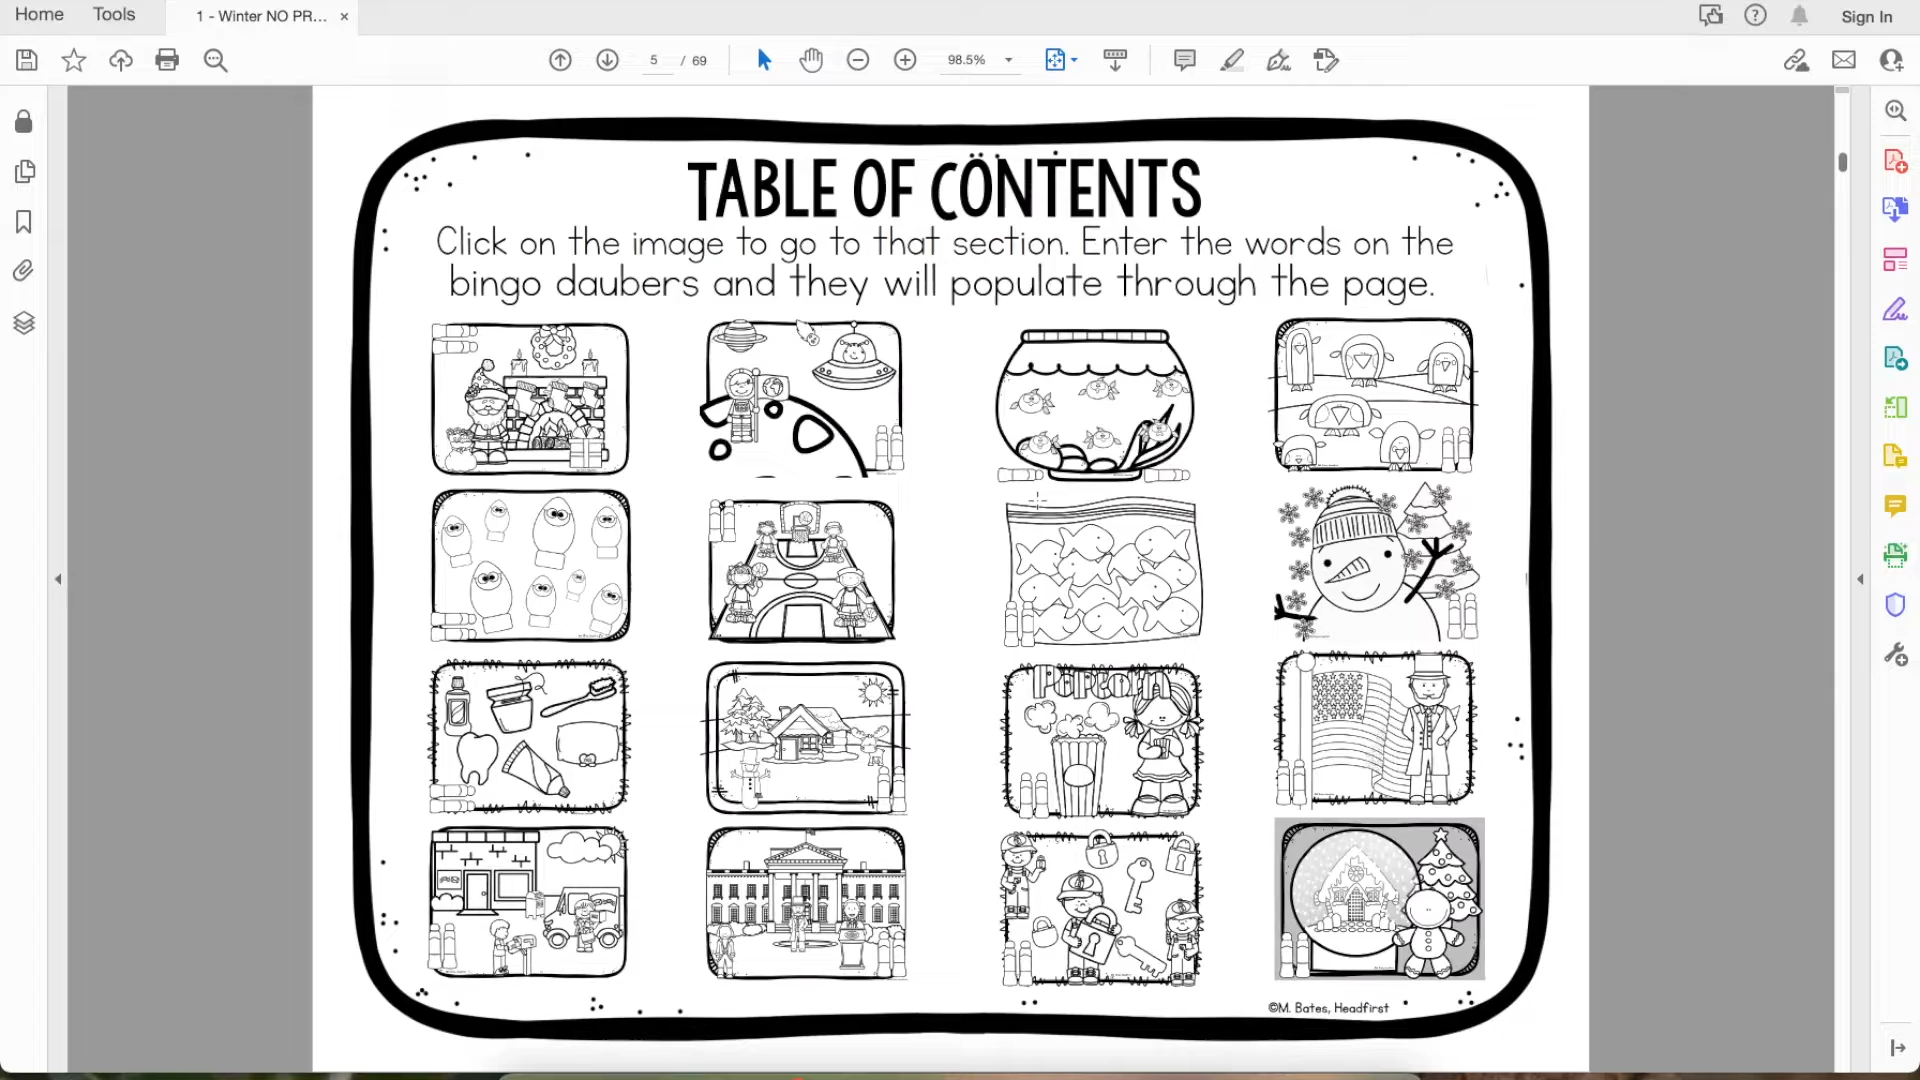 Home Tools 1 - Winter NO PR... × Sign In
5 / 69 98.5%
TABLE OF CONTENTS
Click on the image to go to that section. Enter the words on the
bingo daubers and they will populate through the page.
Popcorn
©M. Bates, Headfirst